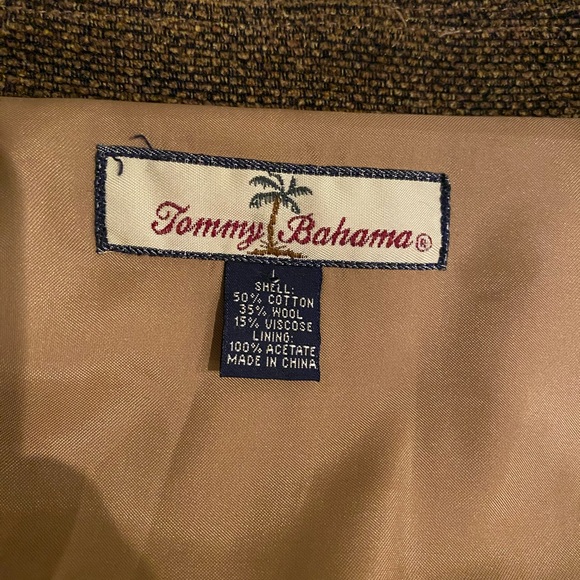 Tommy Bahama®
SHELL:
50% COTTON
35% WOOL
15% VISCOSE
LINING:
100% ACETATE
MADE IN CHINA